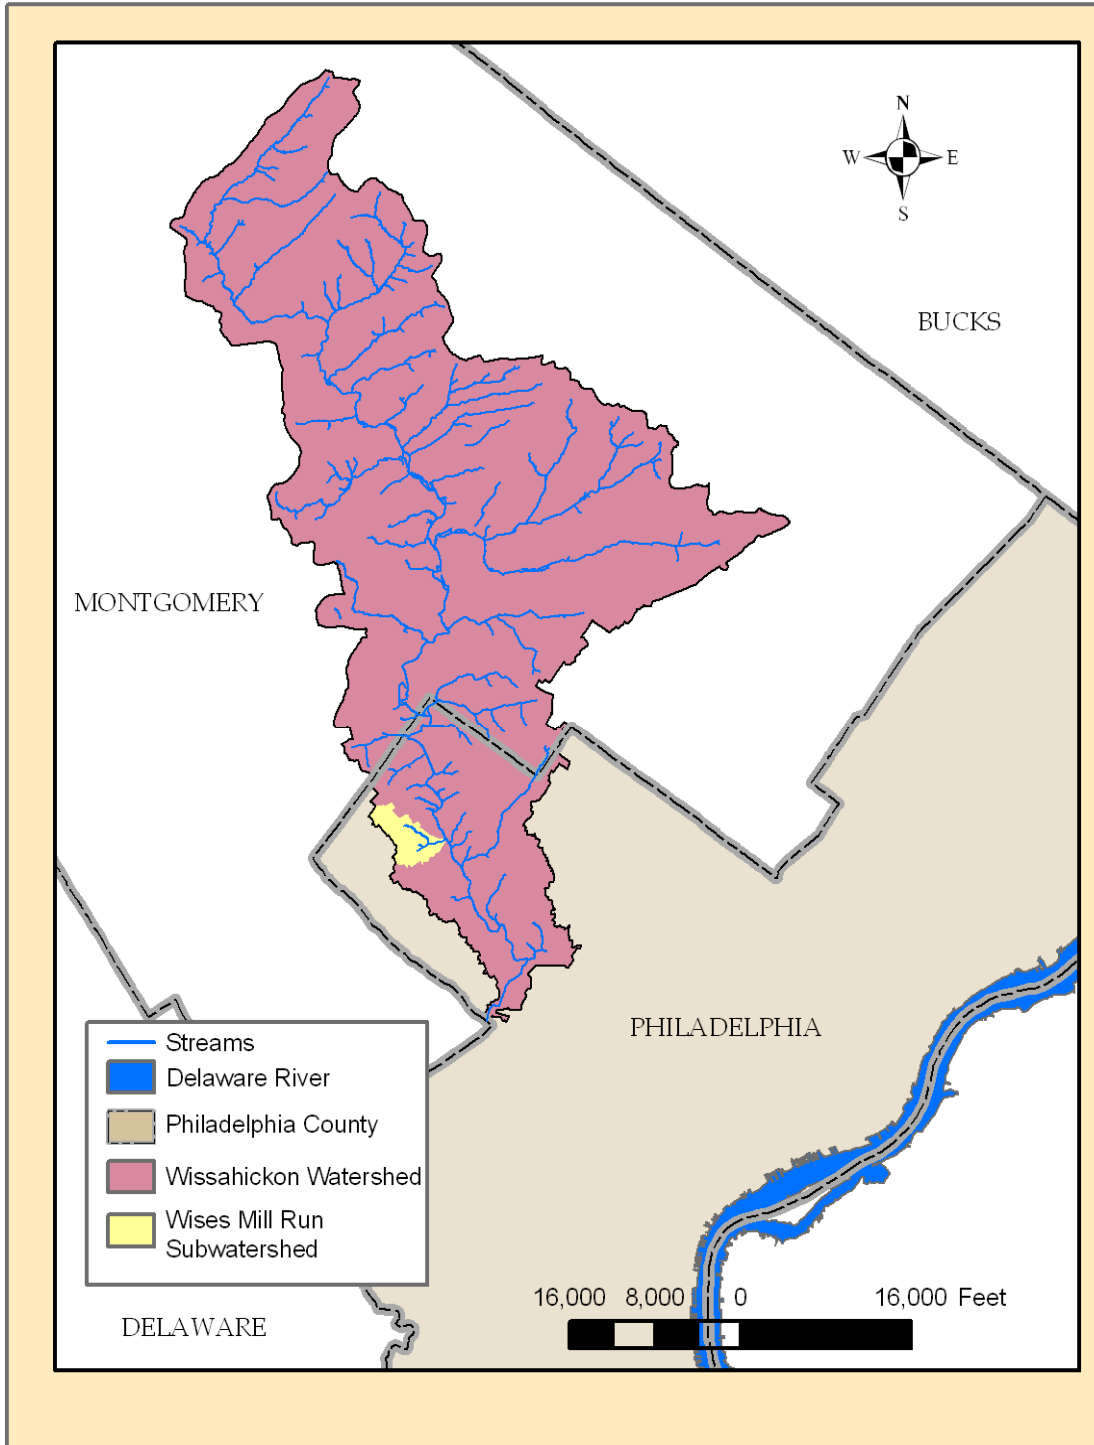 N
W E
S
BUCKS
MONTGOMERY
PHILADELPHIA
Streams
Delaware River
Philadelphia County
Wissahickon Watershed
Wises Mill Run
Subwatershed
16,000 8,000 0 16,000 Feet
DELAWARE